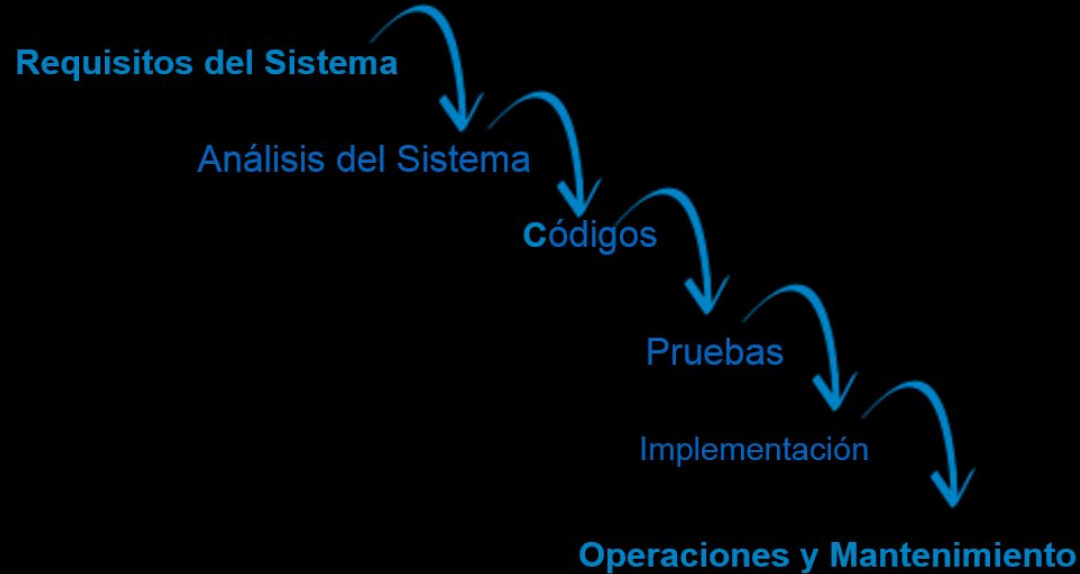 Requisitos del Sistema
Análisis del Sistema
Códigos
Pruebas
Implementación
Operaciones y Mantenimiento